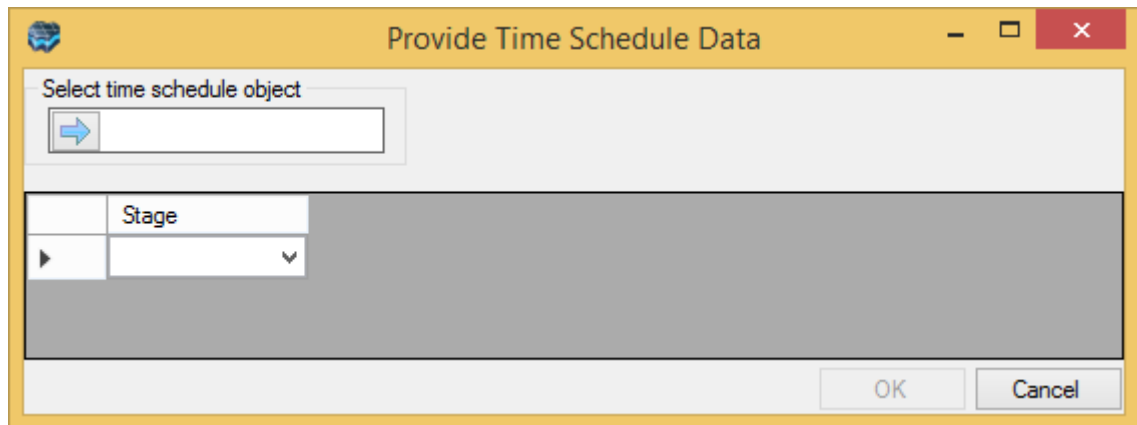 Provide Time Schedule Data
Select time schedule object
Stage
OK
Cancel